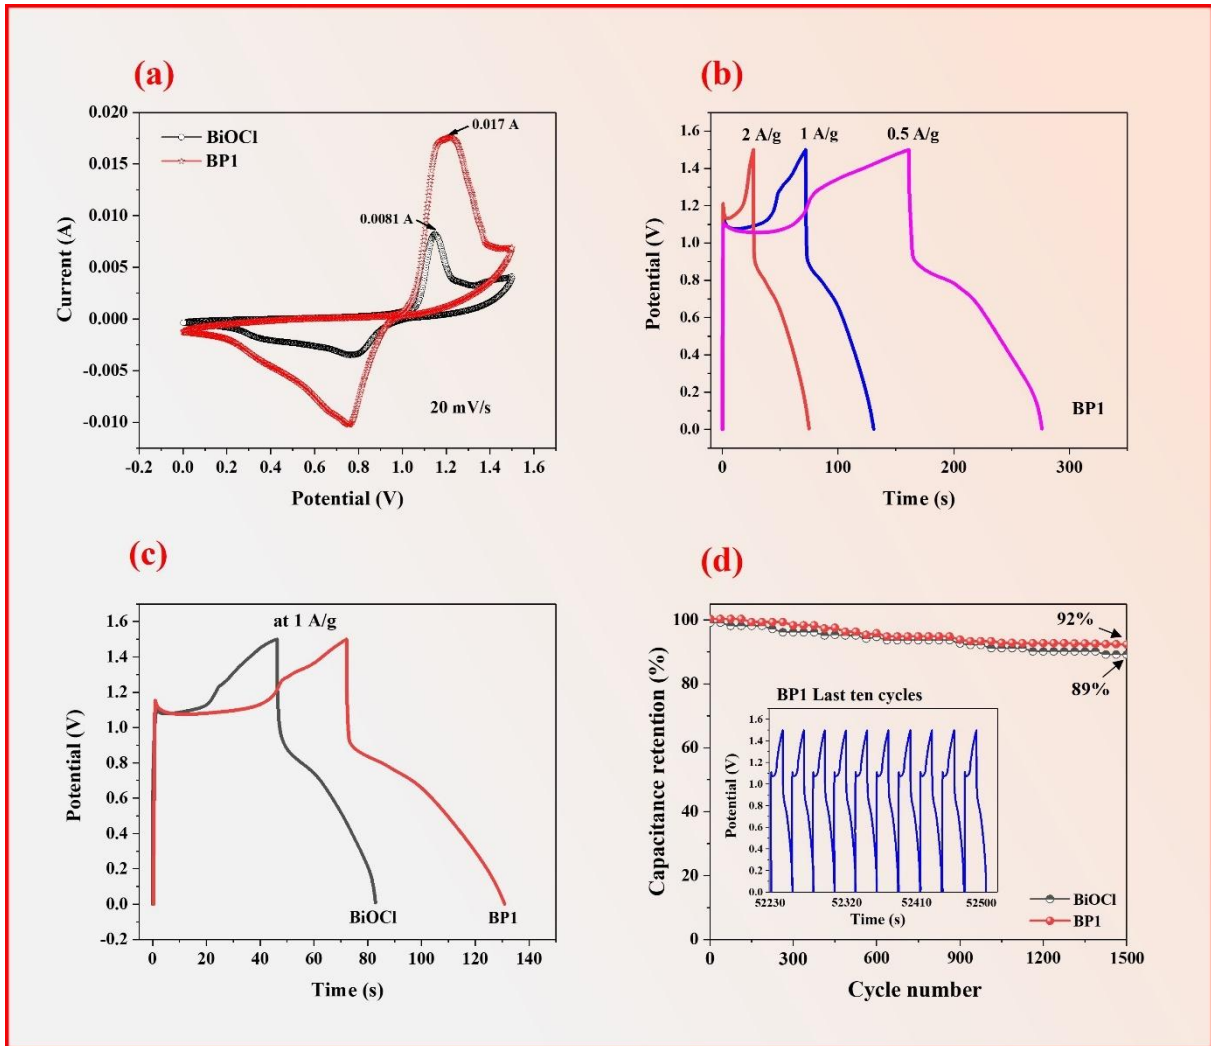 (a)
0.020
0.015
0.010
0.005
0.000
-0.005
-0.010
Current (A)
BiOCl
BP1
0.017 A
0.0081 A
20 mV/s
-0.2 0.0 0.2 0.4 0.6 0.8 1.0 1.2 1.4 1.6
Potential (V)
(b)
1.6
1.4
1.2
1.0
0.8
0.6
0.4
0.2
0.0
Potential (V)
2 A/g 1 A/g 0.5 A/g
BP1
0 100 200 300
Time (s)
(c)
1.6
1.4
1.2
1.0
0.8
0.6
0.4
0.2
0.0
-0.2
Potential (V)
at 1 A/g
BiOCl BP1
0 20 40 60 80 100 120 140
Time (s)
(d)
100
80
60
40
20
0
Capacitance retention (%)
92%
89%
BP1 Last ten cycles
1.6
1.4
1.2
1.0
0.8
0.6
0.4
0.2
0.0
Potential (V)
52230 52320 52410 52500
Time (s)
BiOCl
BP1
0 300 600 900 1200 1500
Cycle number